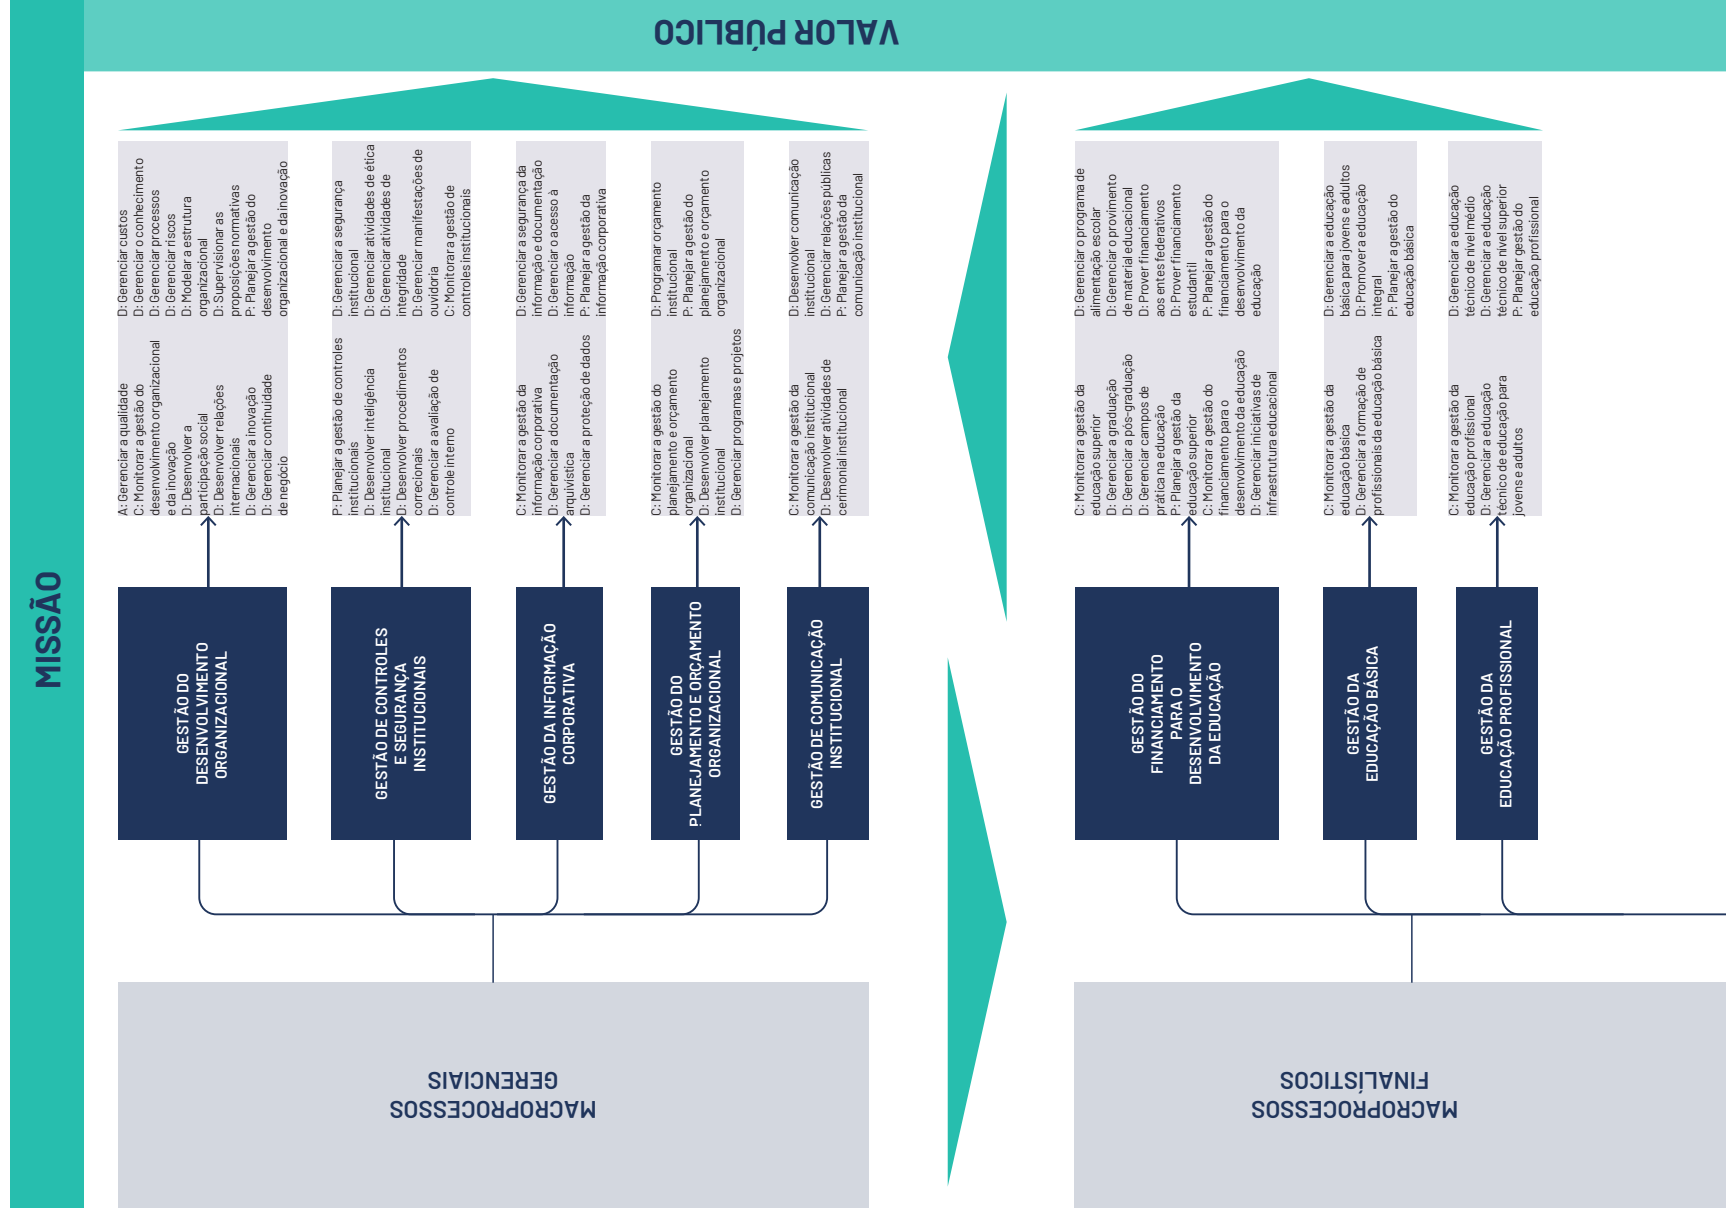 MISSÃO
VALOR PÚBLICO
MACROPROCESSOS
GERENCIAIS
GESTÃO DO
DESENVOLVIMENTO
ORGANIZACIONAL
A: Gerenciar a qualidade
C: Monitorar a gestão do
desenvolvimento organizacional
e da inovação
D: Desenvolver a
participação social
D: Desenvolver relações
internacionais
D: Gerenciar a inovação
D: Gerenciar continuidade
de negócio
D: Gerenciar custos
D: Gerenciar o conhecimento
D: Gerenciar processos
D: Gerenciar riscos
D: Modelar a estrutura
organizacional
D: Supervisionar as
proposições normativas
P: Planejar a gestão do
desenvolvimento
organizacional e da inovação
GESTÃO DE CONTROLES
E SEGURANÇA
INSTITUCIONAIS
P: Planejar a gestão de controles
institucionais
D: Desenvolver inteligência
institucional
D: Desenvolver procedimentos
correcionais
D: Gerenciar a avaliação de
controle interno
D: Gerenciar a segurança
institucional
D: Gerenciar atividades de ética
D: Gerenciar atividades de
integridade
D: Gerenciar manifestações de
ouvidoria
C: Monitorar a gestão de
controles institucionais
GESTÃO DA INFORMAÇÃO
CORPORATIVA
C: Monitorar a gestão da
informação corporativa
D: Gerenciar a documentação
arquivística
D: Gerenciar a proteção de dados
D: Gerenciar a segurança da
informação e documentação
D: Gerenciar o acesso à
informação
P: Planejar a gestão da
informação corporativa
GESTÃO DO
PLANEJAMENTO E ORÇAMENTO
ORGANIZACIONAL
C: Monitorar a gestão do
planejamento e orçamento
organizacional
D: Desenvolver planejamento
institucional
D: Gerenciar programas e projetos
D: Programar orçamento
institucional
P: Planejar a gestão do
planejamento e orçamento
organizacional
GESTÃO DE COMUNICAÇÃO
INSTITUCIONAL
C: Monitorar a gestão da
comunicação institucional
D: Desenvolver atividades de
cerimonial institucional
D: Desenvolver comunicação
institucional
D: Gerenciar relações públicas
P: Planejar a gestão da
comunicação institucional
MACROPROCESSOS
FINALÍSTICOS
GESTÃO DO
FINANCIAMENTO
PARA O
DESENVOLVIMENTO
DA EDUCAÇÃO
C: Monitorar a gestão da
educação superior
D: Gerenciar a graduação
D: Gerenciar a pós-graduação
D: Gerenciar campos de
prática na educação
P: Planejar a gestão da
educação superior
C: Monitorar a gestão do
financiamento para o
desenvolvimento da educação
D: Gerenciar iniciativas de
infraestrutura educacional
D: Gerenciar o programa de
alimentação escolar
D: Gerenciar o provimento
de material educacional
D: Prover financiamento
aos entes federativos
D: Prover financiamento
estudantil
P: Planejar a gestão do
financiamento para o
desenvolvimento da
educação
GESTÃO DA
EDUCAÇÃO BÁSICA
C: Monitorar a gestão da
educação básica
D: Gerenciar a formação de
profissionais da educação básica
D: Gerenciar a educação
básica para jovens e adultos
D: Promover a educação
integral
P: Planejar a gestão do
educação básica
GESTÃO DA
EDUCAÇÃO PROFISSIONAL
C: Monitorar a gestão da
educação profissional
D: Gerenciar a educação
técnico de educação para
jovens e adultos
D: Gerenciar a educação
técnico de nível médio
D: Gerenciar a educação
técnico de nível superior
P: Planejar gestão do
educação profissional